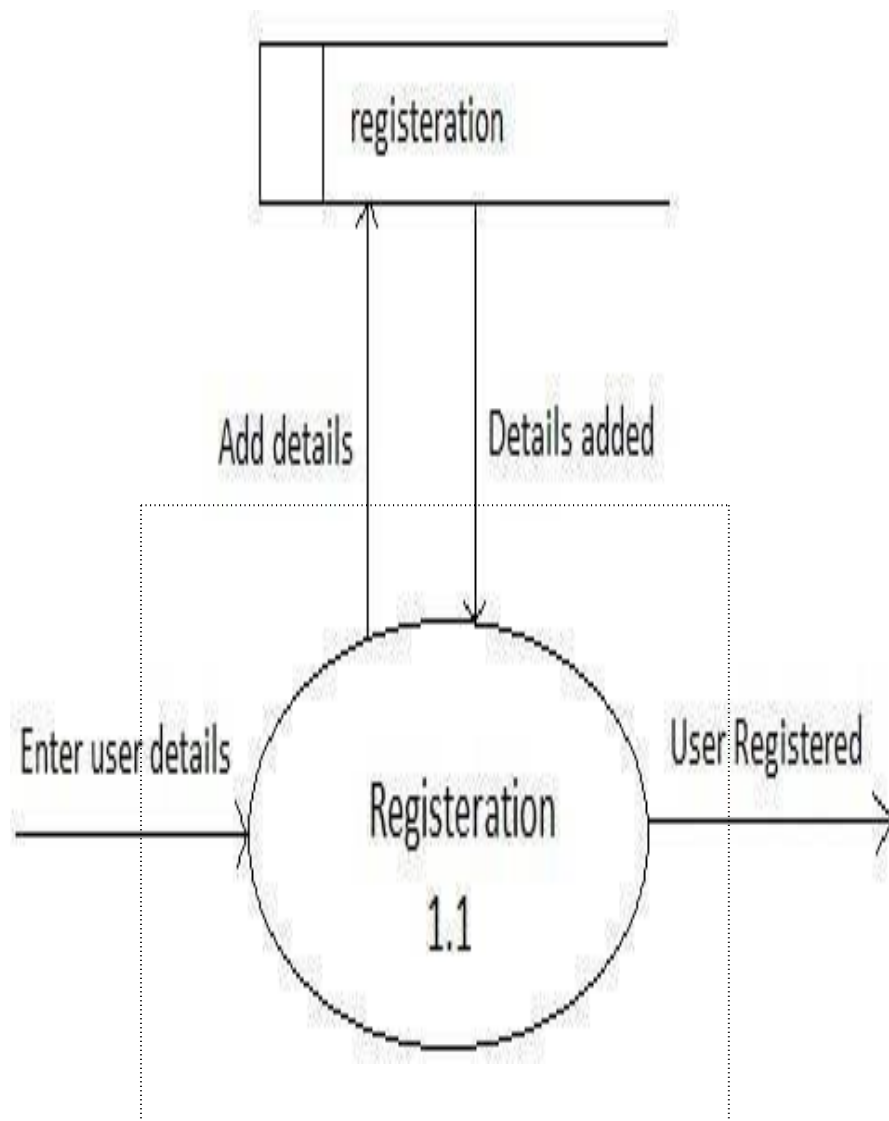 registeration
Add details
Details added
Enter user details
User Registered
Registeration
1.1